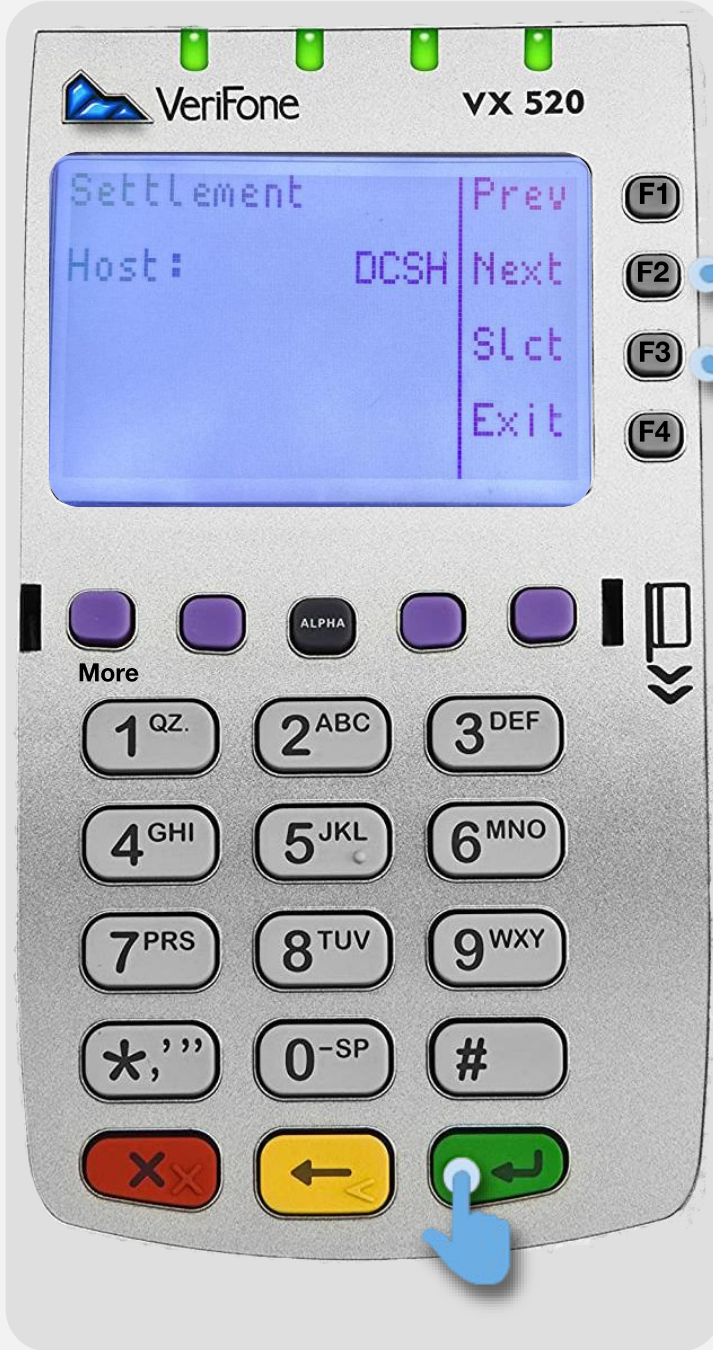 VeriFone VX 520
Settlement Prev F1
Host: DCSH Next F2
Slct F3
Exit F4
ALPHA
More
1 QZ. 2 ABC 3 DEF
4 GHI 5 JKL 6 MNO
7 PRS 8 TUV 9 WXY
*,'" 0 -SP #